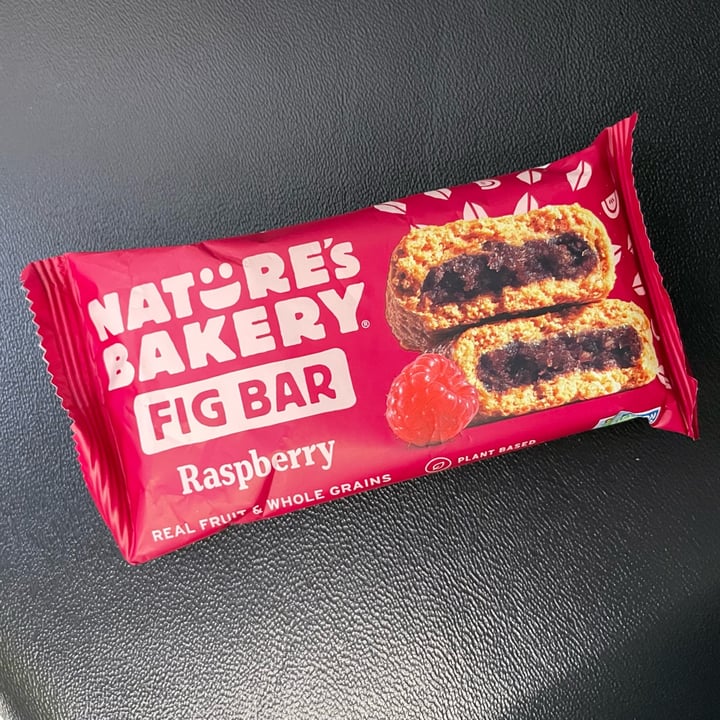 NATURE'S
BAKERY®
FIG BAR
Raspberry
REAL FRUIT & WHOLE GRAINS
PLANT BASED